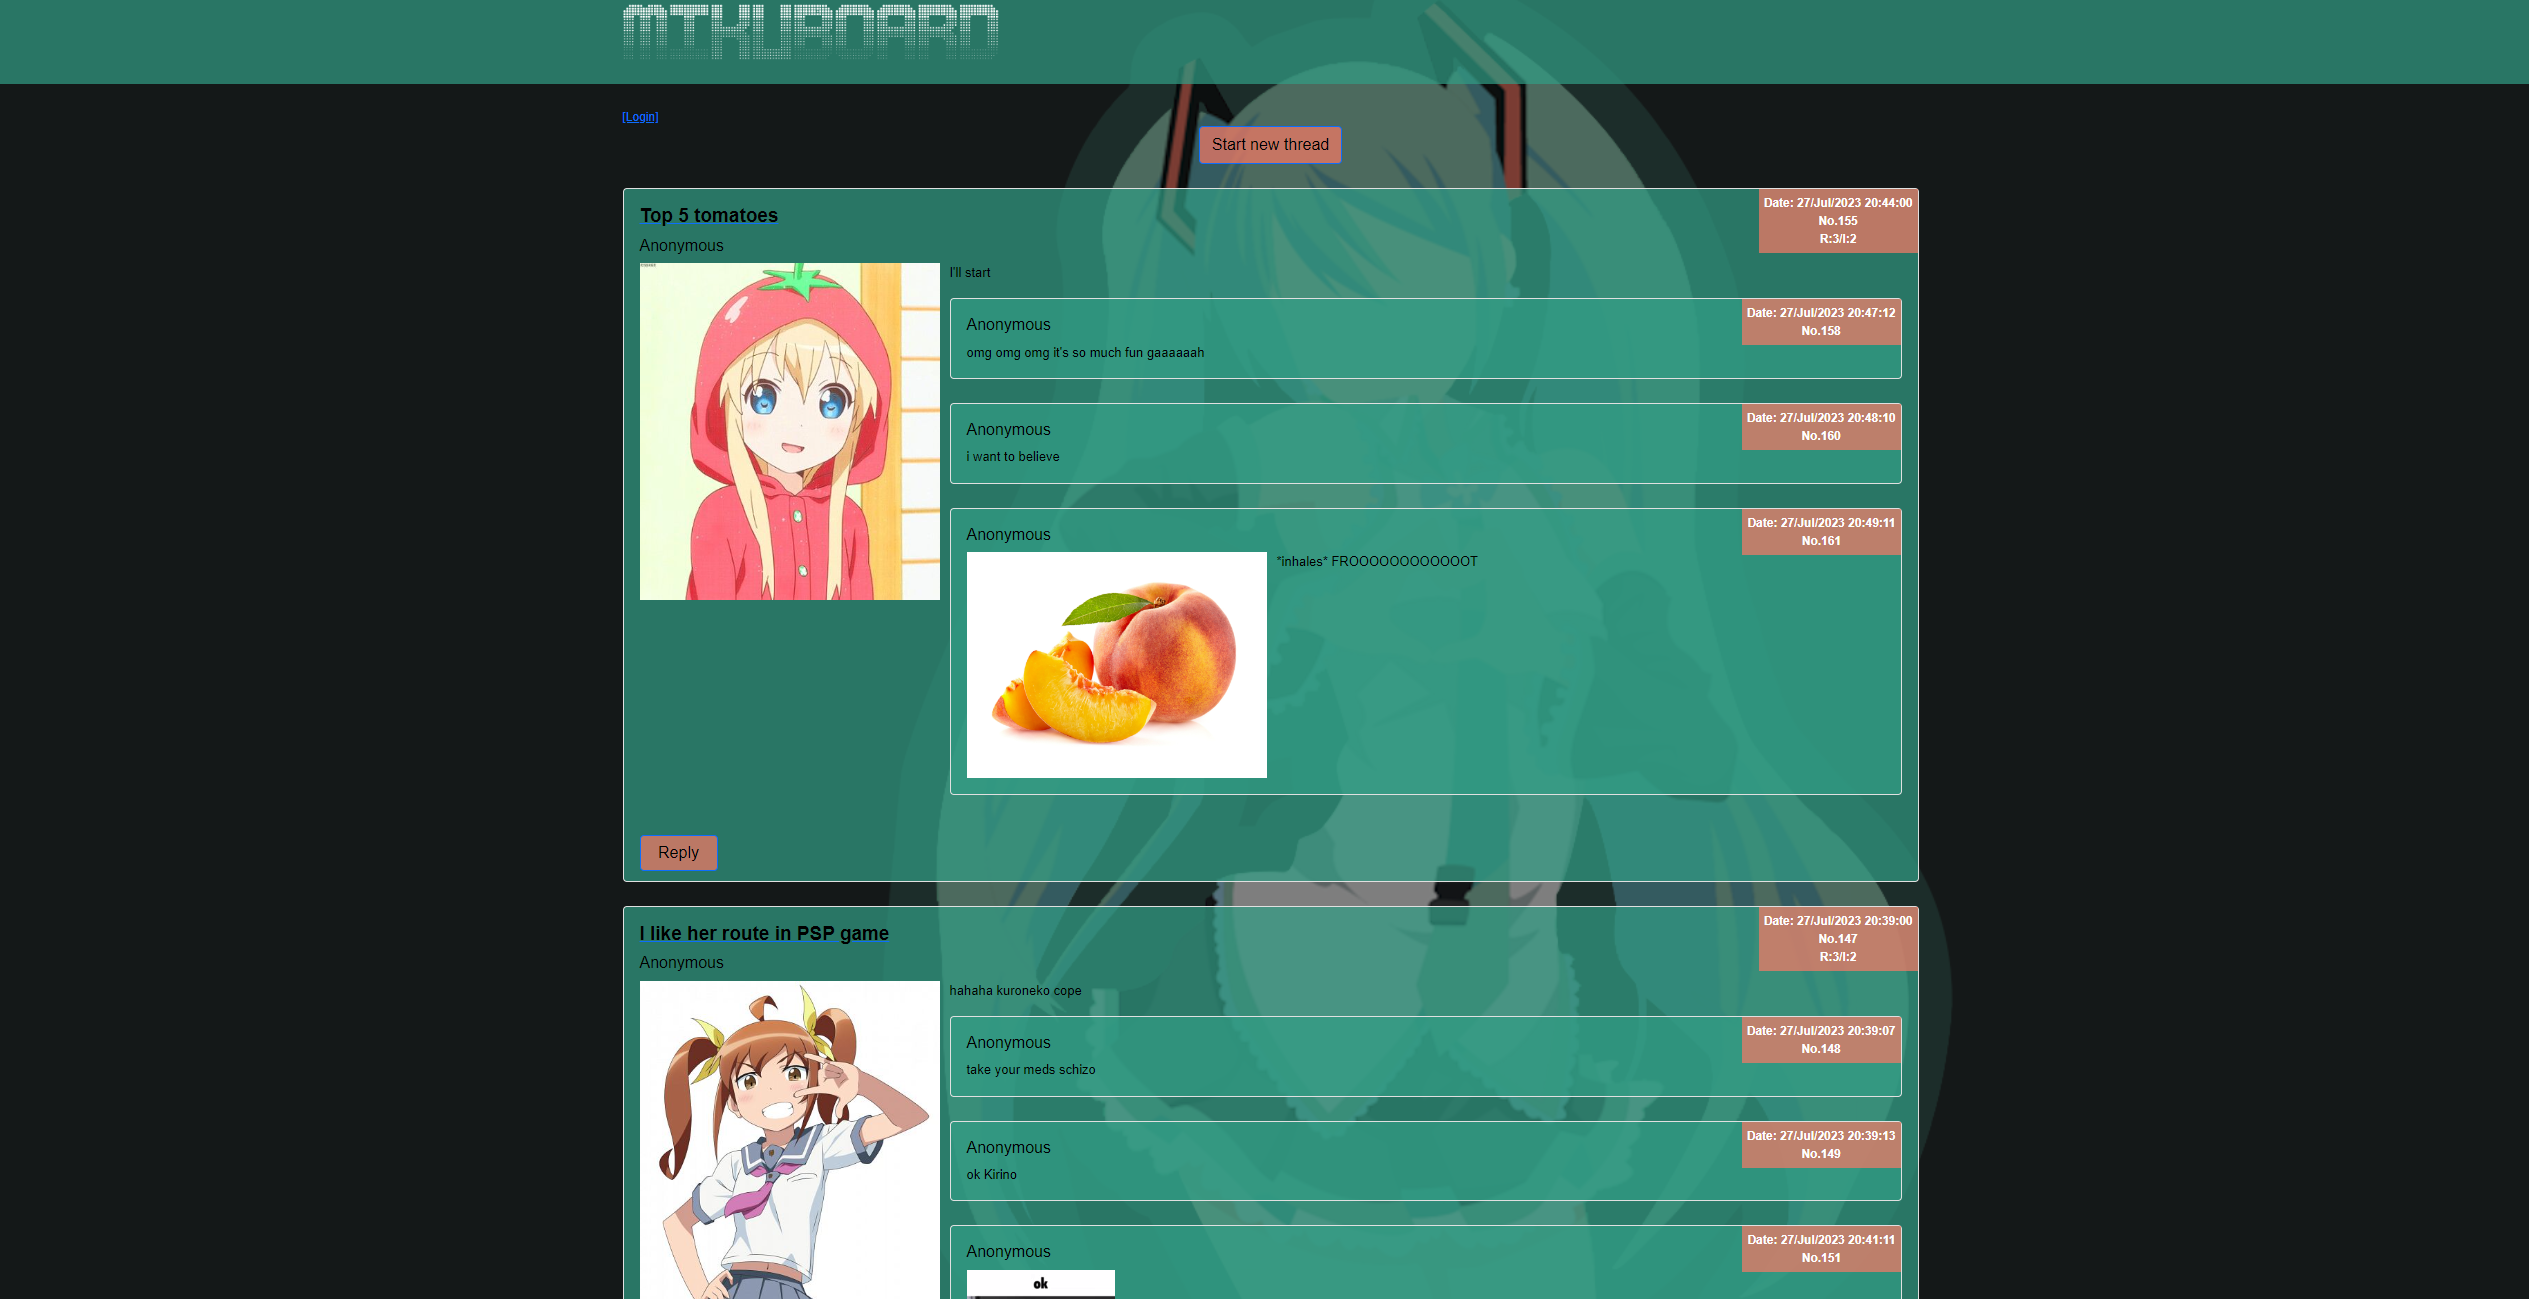 MIKUBOARD
[Login]
Start new thread
Top 5 tomatoes
Date: 27/Jul/2023 20:44:00
No.155
R:3/I:2
Anonymous
I'll start
Anonymous
Date: 27/Jul/2023 20:47:12
No.158
omg omg omg it's so much fun gaaaaaah
Anonymous
Date: 27/Jul/2023 20:48:10
No.160
i want to believe
Anonymous
Date: 27/Jul/2023 20:49:11
No.161
*inhales* FROOOOOOOOOOOOT
Reply
I like her route in PSP game
Date: 27/Jul/2023 20:39:00
No.147
R:3/I:2
Anonymous
hahaha kuroneko cope
Anonymous
Date: 27/Jul/2023 20:39:07
No.148
take your meds schizo
Anonymous
Date: 27/Jul/2023 20:39:13
No.149
ok Kirino
Anonymous
Date: 27/Jul/2023 20:41:11
No.151
ok